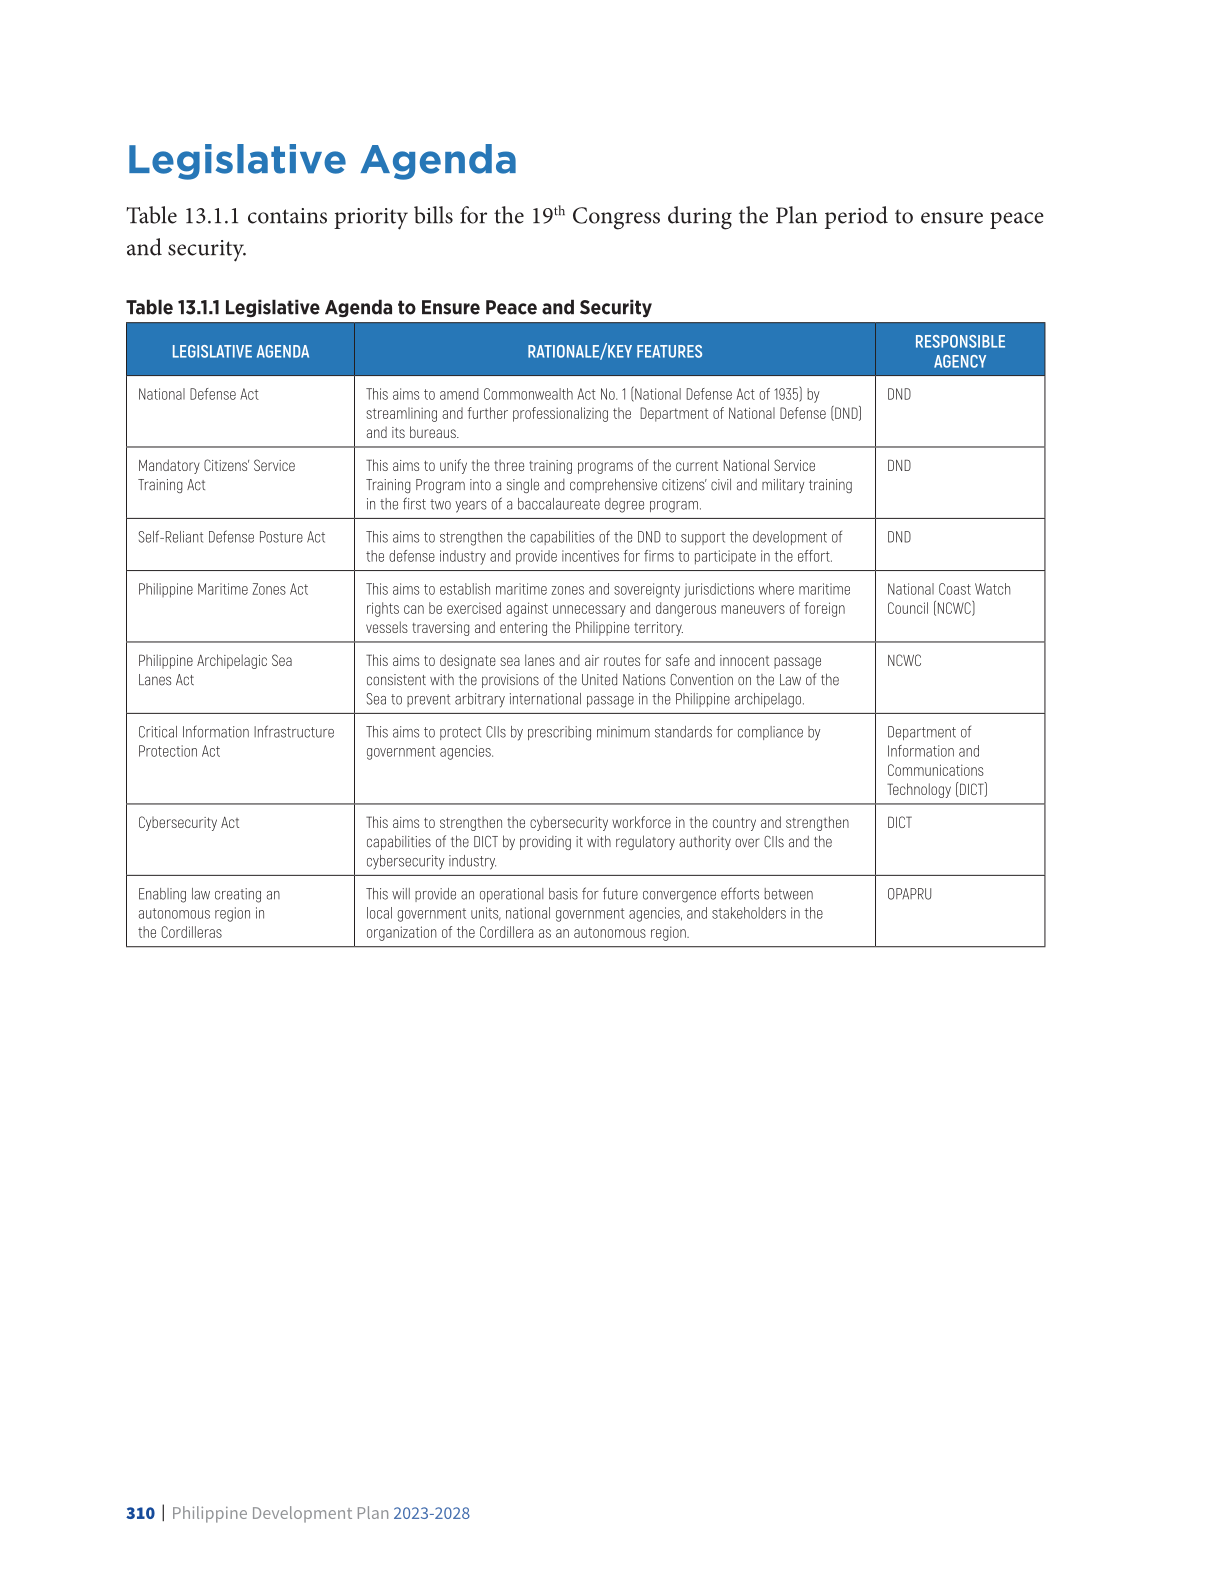 Legislative Agenda
Table 13.1.1 contains priority bills for the 19th Congress during the Plan period to ensure peace
and security.
Table 13.1.1 Legislative Agenda to Ensure Peace and Security
LEGISLATIVE AGENDA
RATIONALE/KEY FEATURES
RESPONSIBLE
AGENCY
National Defense Act
This aims to amend Commonwealth Act No. 1 (National Defense Act of 1935) by
streamlining and further professionalizing the Department of National Defense (DND)
and its bureaus.
DND
Mandatory Citizens' Service
Training Act
This aims to unify the three training programs of the current National Service
Training Program into a single and comprehensive citizens' civil and military training
in the first two years of a baccalaureate degree program.
DND
Self-Reliant Defense Posture Act
This aims to strengthen the capabilities of the DND to support the development of
the defense industry and provide incentives for firms to participate in the effort.
DND
Philippine Maritime Zones Act
This aims to establish maritime zones and sovereignty jurisdictions where maritime
rights can be exercised against unnecessary and dangerous maneuvers of foreign
vessels traversing and entering the Philippine territory.
National Coast Watch
Council (NCWC)
Philippine Archipelagic Sea
Lanes Act
This aims to designate sea lanes and air routes for safe and innocent passage
consistent with the provisions of the United Nations Convention on the Law of the
Sea to prevent arbitrary international passage in the Philippine archipelago.
NCWC
Critical Information Infrastructure
Protection Act
This aims to protect CIIs by prescribing minimum standards for compliance by
government agencies.
Department of
Information and
Communications
Technology (DICT)
Cybersecurity Act
This aims to strengthen the cybersecurity workforce in the country and strengthen
capabilities of the DICT by providing it with regulatory authority over CIIs and the
cybersecurity industry.
DICT
Enabling law creating an
autonomous region in
the Cordilleras
This will provide an operational basis for future convergence efforts between
local government units, national government agencies, and stakeholders in the
organization of the Cordillera as an autonomous region.
OPAPRU
310 | Philippine Development Plan 2023-2028